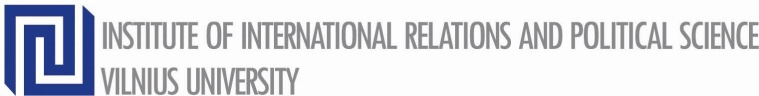 INSTITUTE OF INTERNATIONAL RELATIONS AND POLITICAL SCIENCE
VILNIUS UNIVERSITY